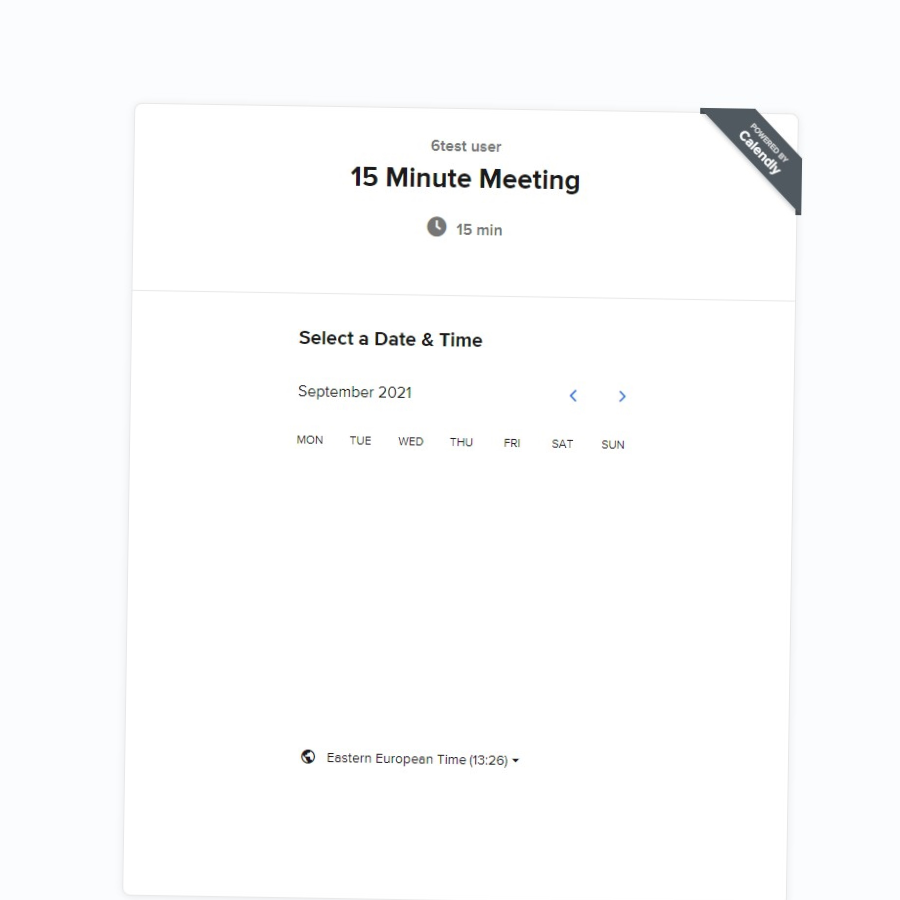 POWERED BY
Calendly
6test user
15 Minute Meeting
15 min
Select a Date & Time
September 2021
MON TUE WED THU FRI SAT SUN
Eastern European Time (13:26)